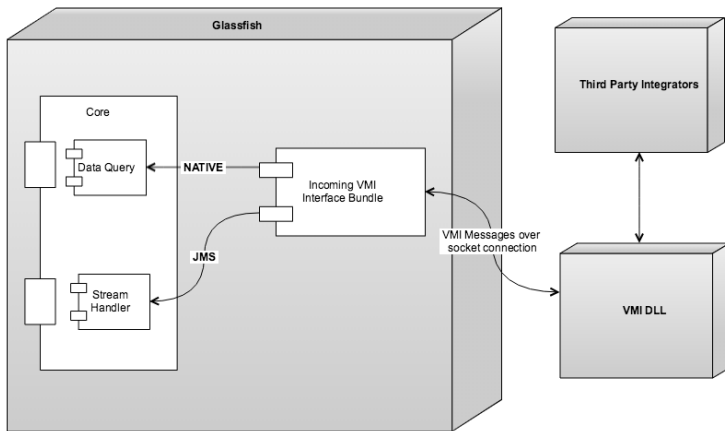 Glassfish
Core
Data Query
NATIVE
Incoming VMI
Interface Bundle
JMS
Stream
Handler
VMI Messages over
socket connection
Third Party Integrators
VMI DLL